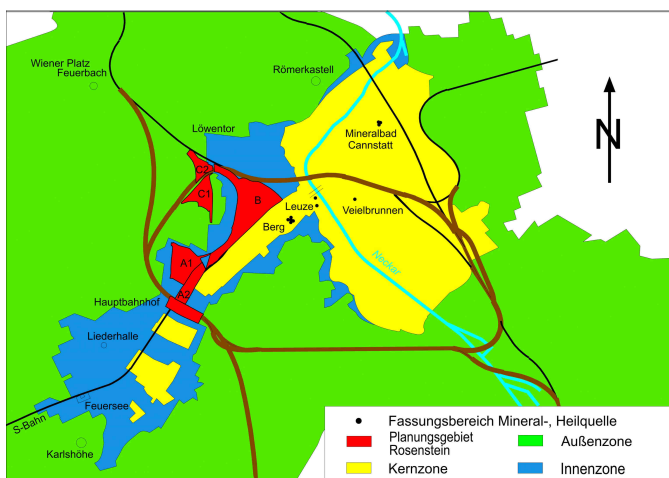 Wiener Platz
Feuerbach
Römerkastell
N
Löwentor
Mineralbad
Cannstatt
C2
C1
B
Leuze
Veielbrunnen
Berg
Neckar
A1
A2
Hauptbahnhof
Liederhalle
Feuersee
S-Bahn
Karlshöhe
Fassungsbereich Mineral-, Heilquelle
Planungsgebiet
Rosenstein
Außenzone
Kernzone
Innenzone